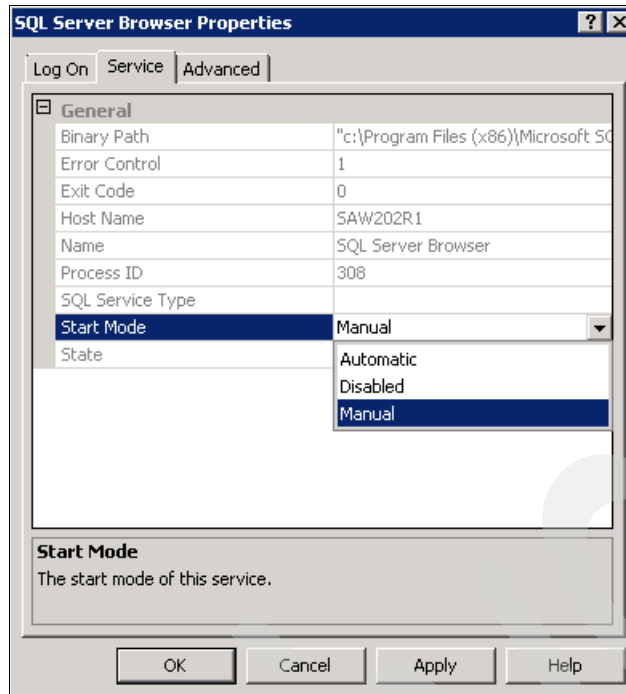 SQL Server Browser Properties
Log On Service Advanced
General
Binary Path "c:\Program Files (x86)\Microsoft SQ
Error Control 1
Exit Code 0
Host Name SAW202R1
Name SQL Server Browser
Process ID 308
SQL Service Type
Start Mode Manual
State
Automatic
Disabled
Manual
Start Mode
The start mode of this service.
OK Cancel Apply Help